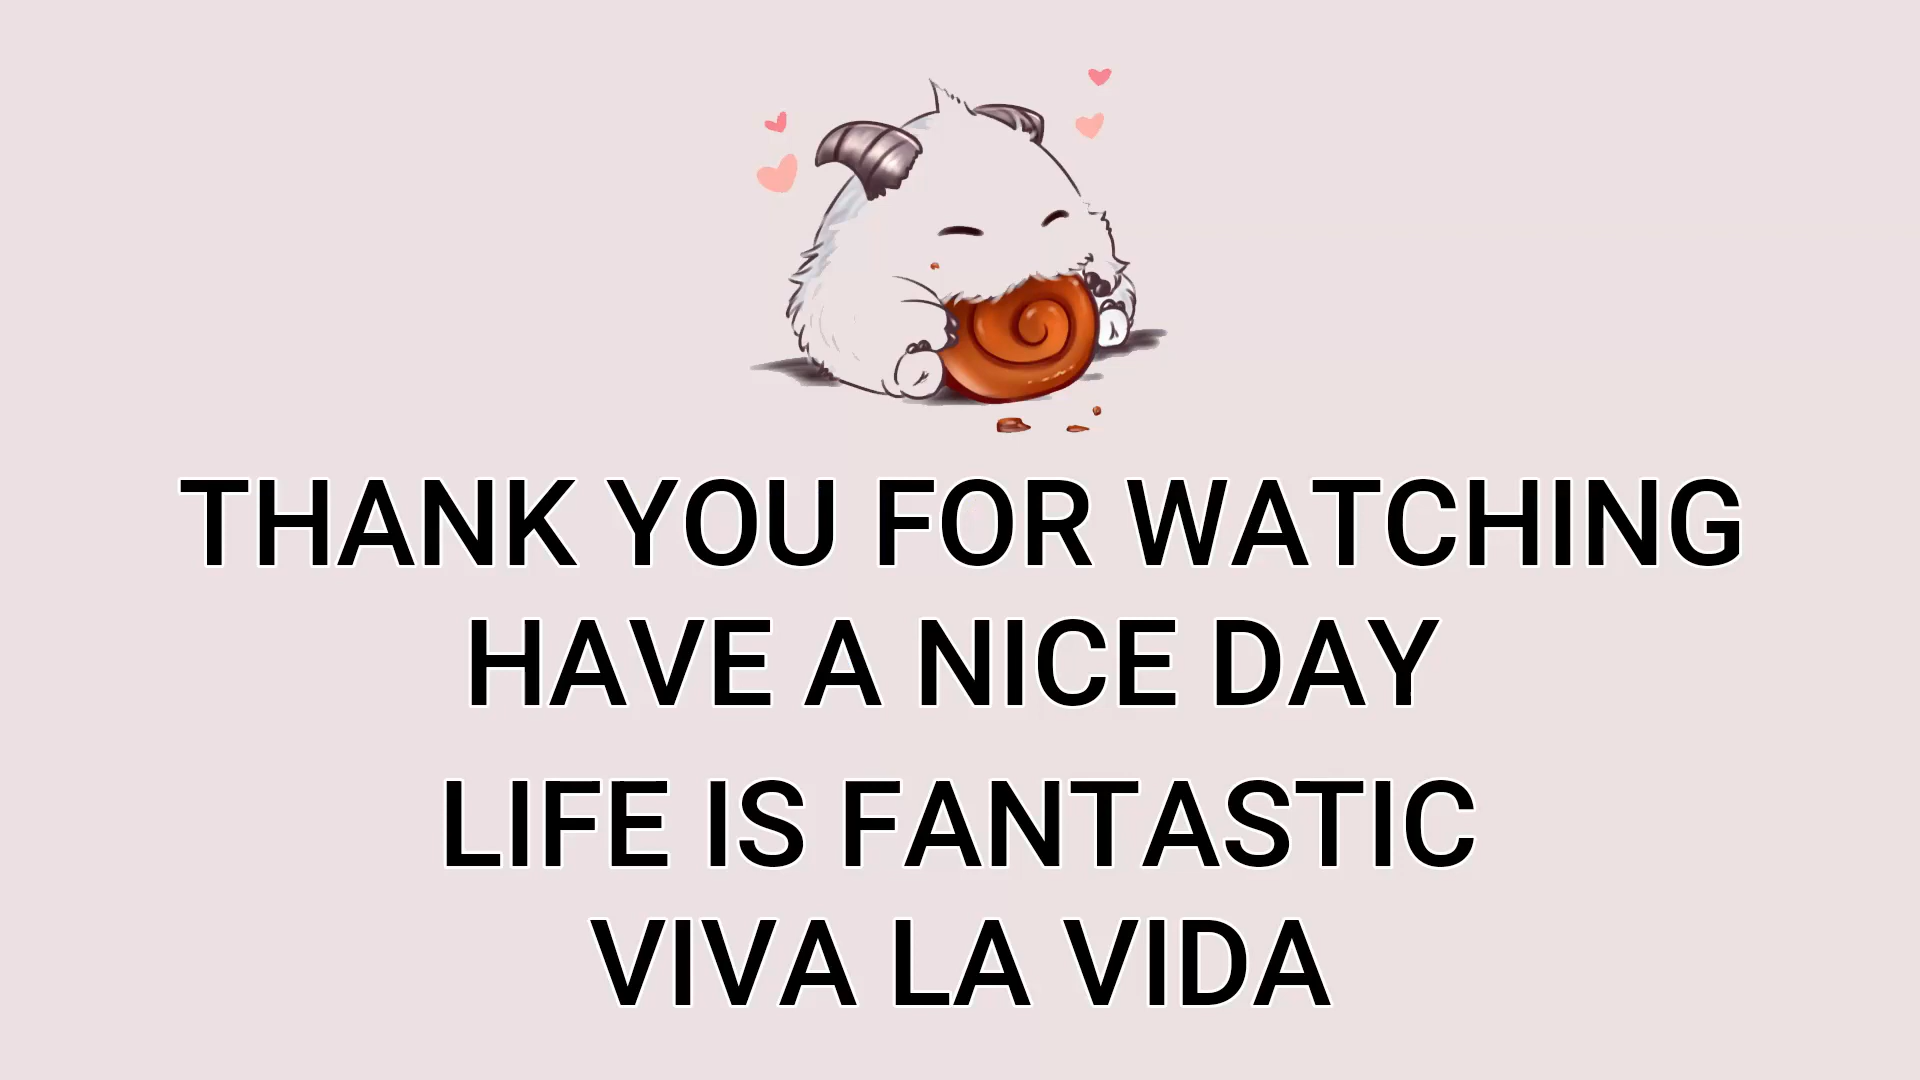 THANK YOU FOR WATCHING
HAVE A NICE DAY
LIFE IS FANTASTIC
VIVA LA VIDA